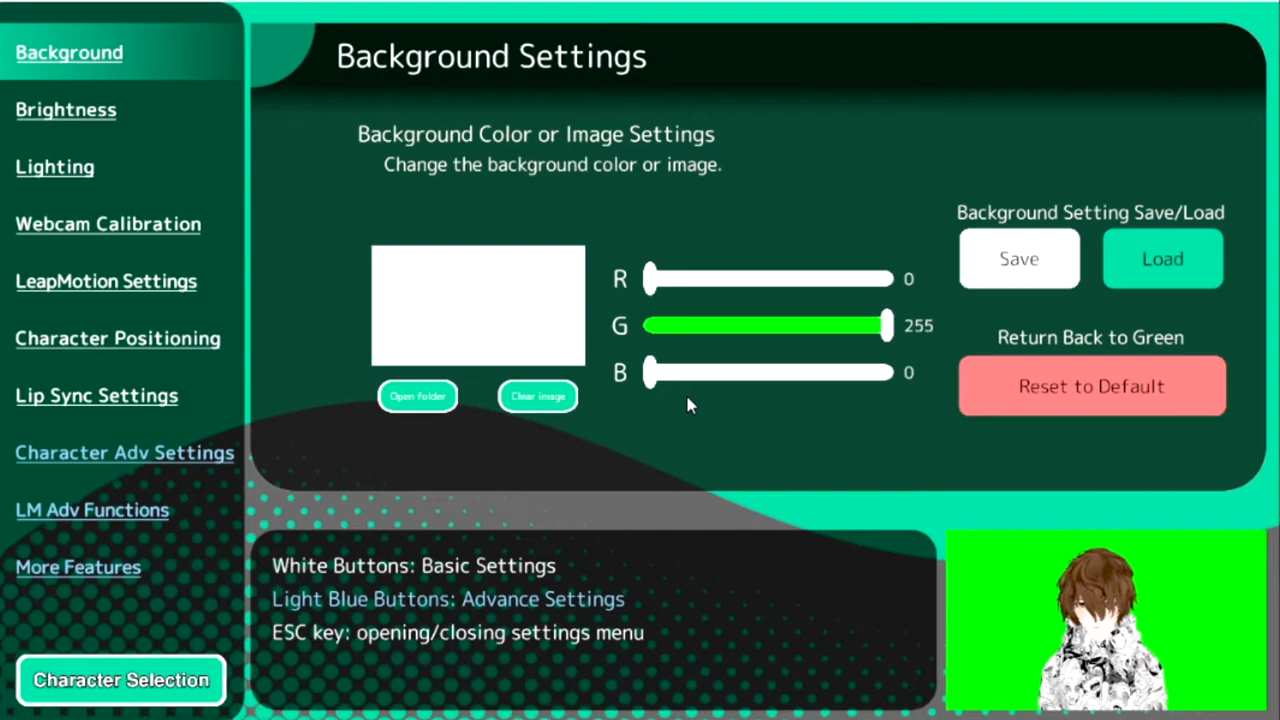 Background
Brightness
Lighting
Webcam Calibration
LeapMotion Settings
Character Positioning
Lip Sync Settings
Character Adv Settings
LM Adv Functions
More Features
Character Selection
Background Settings
Background Color or Image Settings
Change the background color or image.
Open folder
Clear image
R 0
G 255
B 0
Background Setting Save/Load
Save
Load
Return Back to Green
Reset to Default
White Buttons: Basic Settings
Light Blue Buttons: Advance Settings
ESC key: opening/closing settings menu